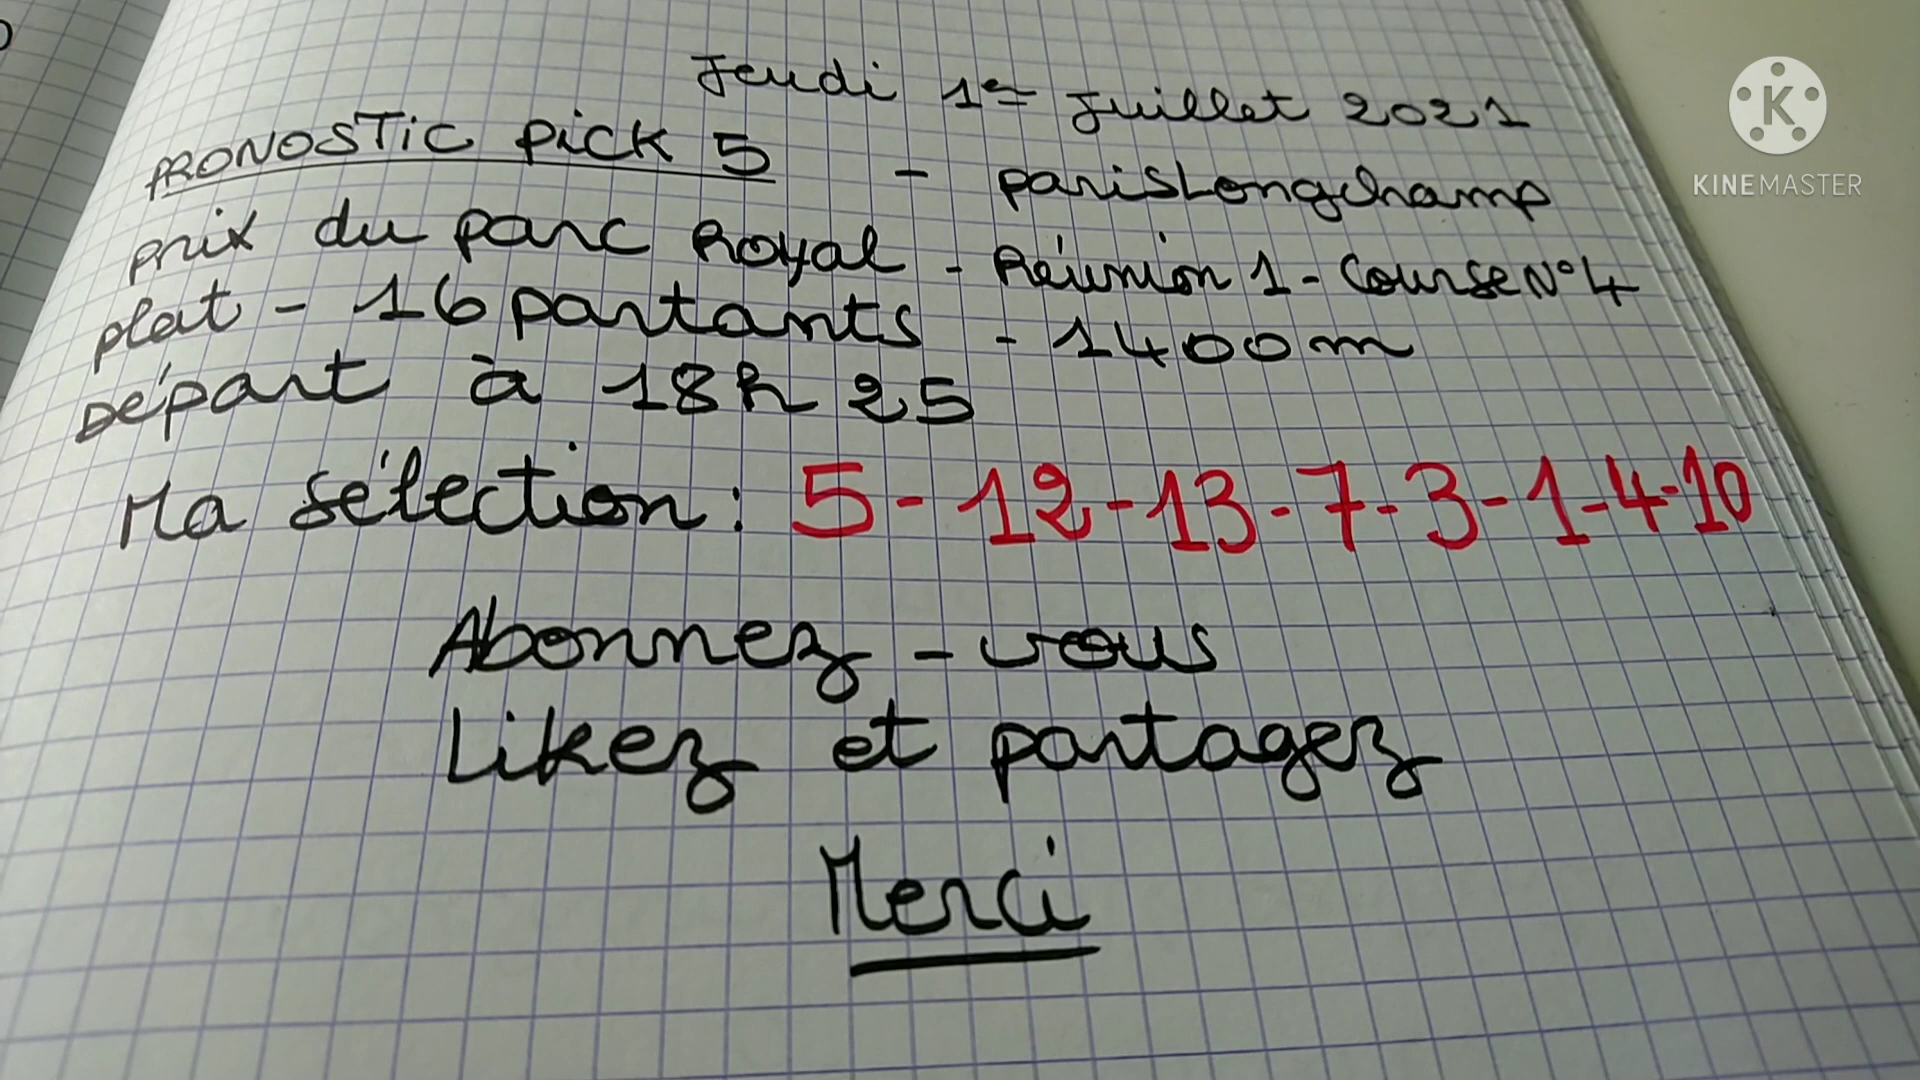 Jeudi 1er Juillet 2021
PRONOSTIC PICK 5 - PARISLONGCHAMP
prix du parc Royal - Réunion 1 - Course N°4
plat - 16 partants - 1400m
Départ à 18h25
Ma sélection : 5 - 12 - 13 - 7 - 3 - 1 - 4 - 10
Abonnez-vous
Likez et partagez
Merci
K
KINEMASTER